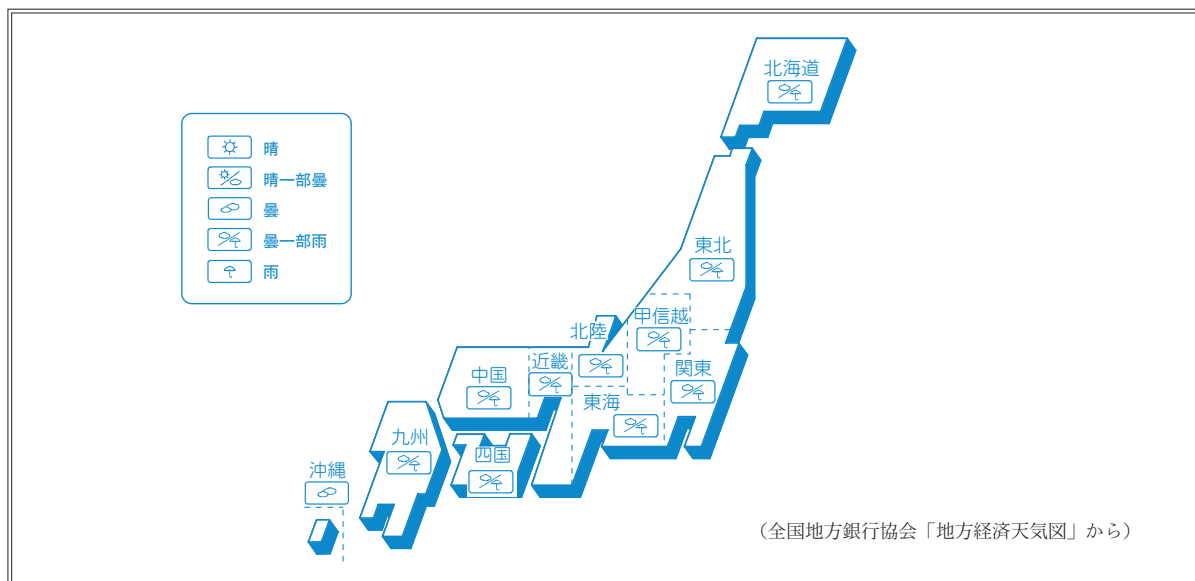 北海道
晴
晴一部曇
曇
曇一部雨
雨
東北
甲信越
北陸
近畿
関東
中国
東海
九州
四国
沖縄
（全国地方銀行協会「地方経済天気図」から）